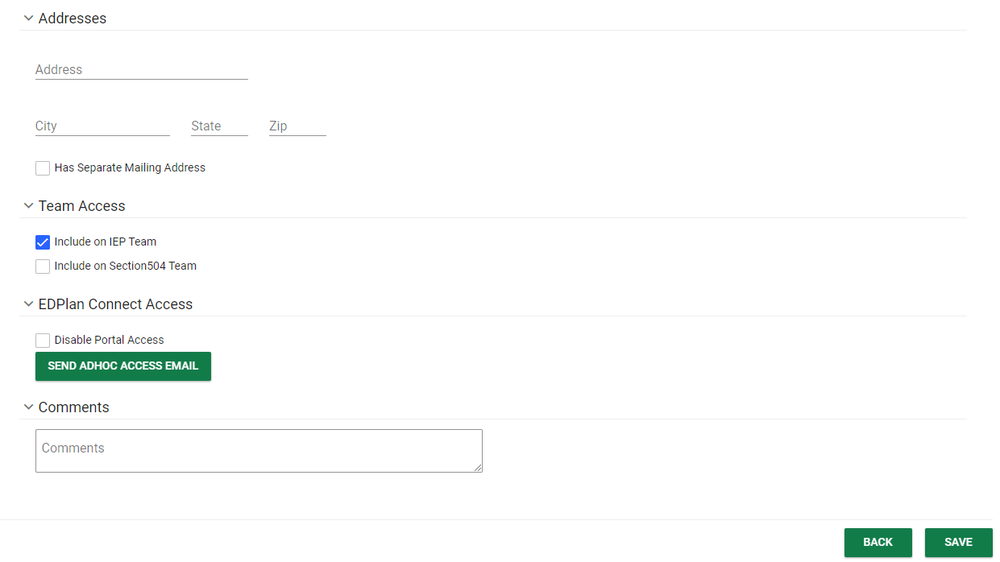 Addresses
Address
City State Zip
Has Separate Mailing Address
Team Access
Include on IEP Team
Include on Section504 Team
EDPlan Connect Access
Disable Portal Access
SEND ADHOC ACCESS EMAIL
Comments
Comments
BACK SAVE